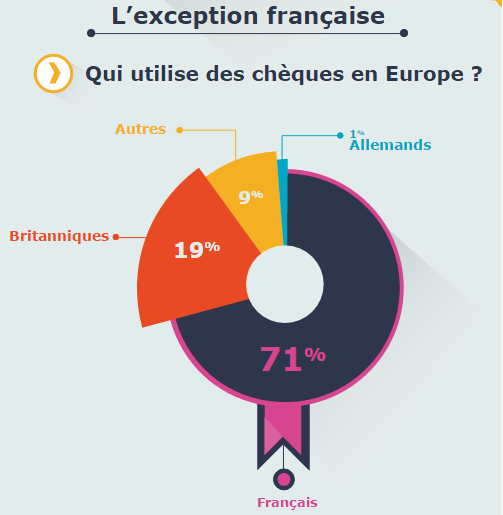 L’exception française
Qui utilise des chèques en Europe ?
Autres
1%
Allemands
9%
Britanniques
19%
71%
Français